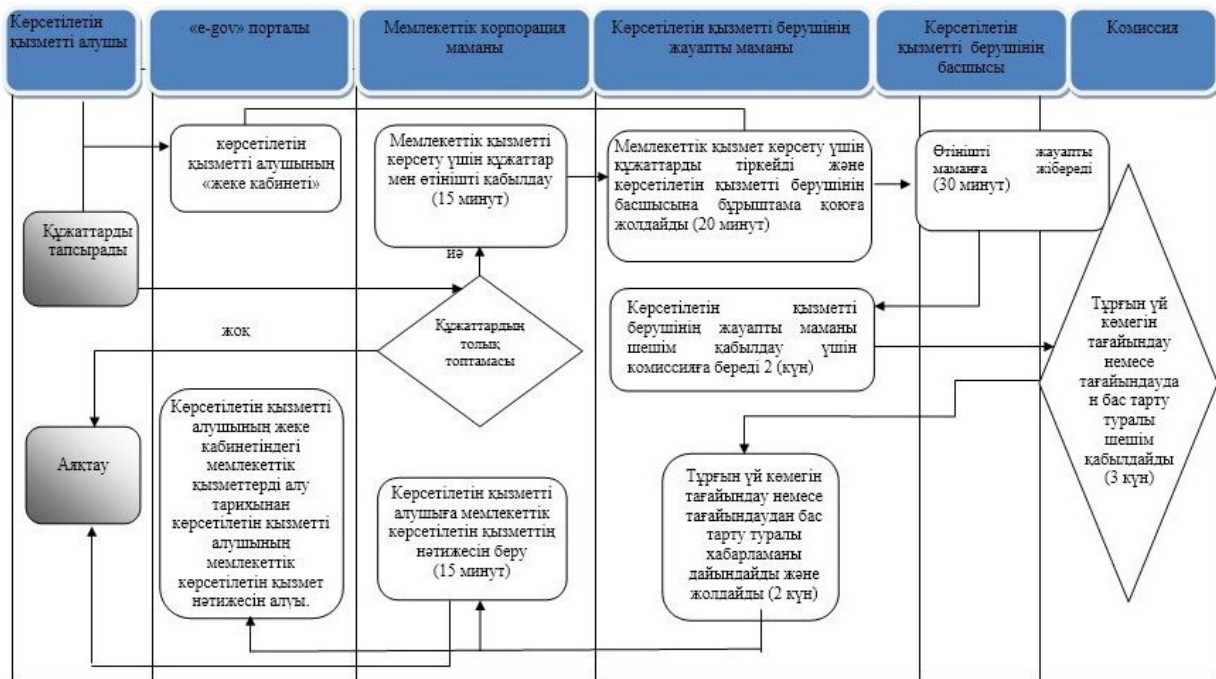 Көрсетілетін
қызметті алушы
«e-gov» порталы
Мемлекеттік корпорация
маманы
Көрсетілетін қызметті берушінің
жауапты маманы
Көрсетілетін
қызметті берушінің
басшысы
Комиссия
көрсетілетін
қызметті алушының
«жеке кабинеті»
Мемлекеттік қызметті
көрсету үшін құжаттар
мен өтінішті қабылдау
(15 минут)
Мемлекеттік қызмет көрсету үшін
құжаттарды тіркейді және
көрсетілетін қызметті берушінің
басшысына бұрыштама қоюға
жолдайды (20 минут)
Өтінішті жауапты
маманға жібереді
(30 минут)
Құжаттарды
тапсырады
иә
жоқ
Құжаттардың
толық
топтамасы
Көрсетілетін қызметті
берушінің жауапты маманы
шешім қабылдау үшін
комиссияға береді 2 (күн)
Тұрғын үй
көмегін
тағайындау
немесе
тағайындауда
н бас тарту
туралы
шешім
қабылдайды
(3 күн)
Аяқтау
Көрсетілетін қызметті
алушының жеке
кабинетіндегі
мемлекеттік
қызметтерді алу
тарихынан
көрсетілетін қызметті
алушының
мемлекеттік
көрсетілетін қызмет
нәтижесін алуы.
Көрсетілетін қызметті
алушыға мемлекеттік
көрсетілетін қызметтің
нәтижесін беру
(15 минут)
Тұрғын үй көмегін
тағайындау немесе
тағайындаудан бас
тарту туралы
хабарламаны
дайындайды және
жолдайды (2 күн)